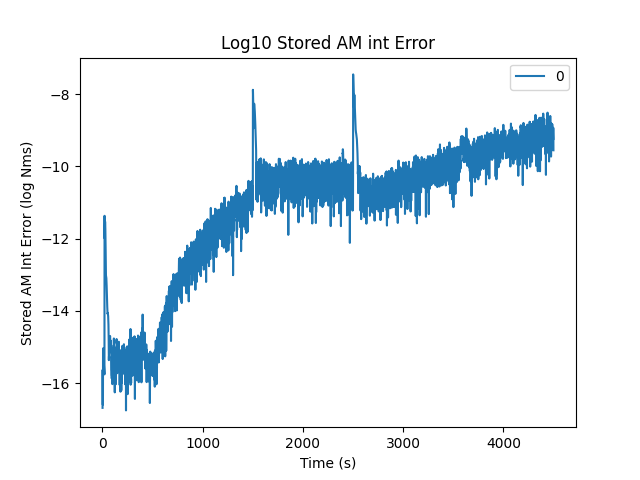 Log10 Stored AM int Error
0
Stored AM Int Error (log Nms)
−8
−10
−12
−14
−16
0 1000 2000 3000 4000
Time (s)